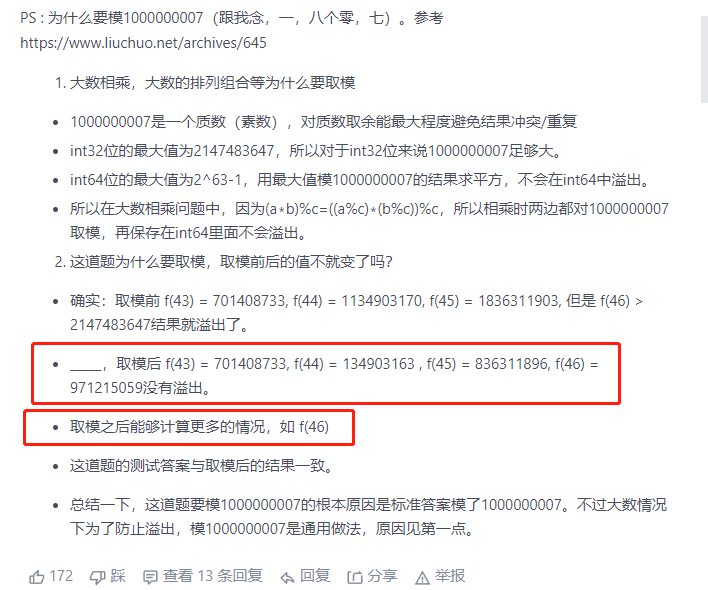 PS : 为什么要模1000000007（跟我念，一，八个零，七）。参考
https://www.liuchuo.net/archives/645
1. 大数相乘，大数的排列组合等为什么要取模
• 1000000007是一个质数（素数），对质数取余能最大程度避免结果冲突/重复
• int32位的最大值为2147483647，所以对于int32位来说1000000007足够大。
• int64位的最大值为2^63-1，用最大值模1000000007的结果求平方，不会在int64中溢出。
• 所以在大数相乘问题中，因为(a∗b)%c=((a%c)∗(b%c))%c，所以相乘时两边都对1000000007
取模，再保存在int64里面不会溢出。
2. 这道题为什么要取模，取模前后的值不就变了吗？
• 确实：取模前 f(43) = 701408733, f(44) = 1134903170, f(45) = 1836311903, 但是 f(46) >
2147483647结果就溢出了。
• _____，取模后 f(43) = 701408733, f(44) = 134903163 , f(45) = 836311896, f(46) =
971215059没有溢出。
• 取模之后能够计算更多的情况，如 f(46)
• 这道题的测试答案与取模后的结果一致。
• 总结一下，这道题要模1000000007的根本原因是标准答案模了1000000007。不过大数情况
下为了防止溢出，模1000000007是通用做法，原因见第一点。
172 踩 查看 13 条回复 回复 分享 举报